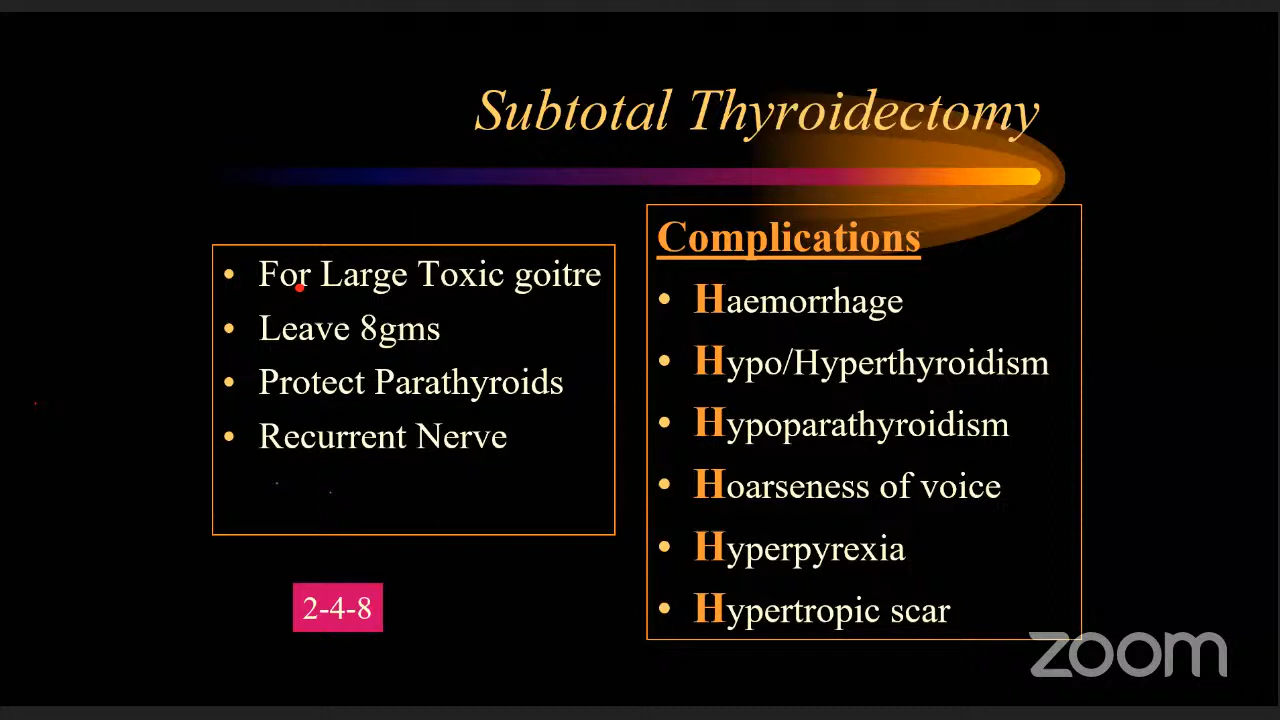 Subtotal Thyroidectomy
• For Large Toxic goitre
• Leave 8gms
• Protect Parathyroids
• Recurrent Nerve
2-4-8
Complications
• Haemorrhage
• Hypo/Hyperthyroidism
• Hypoparathyroidism
• Hoarseness of voice
• Hyperpyrexia
• Hypertropic scar
zoom